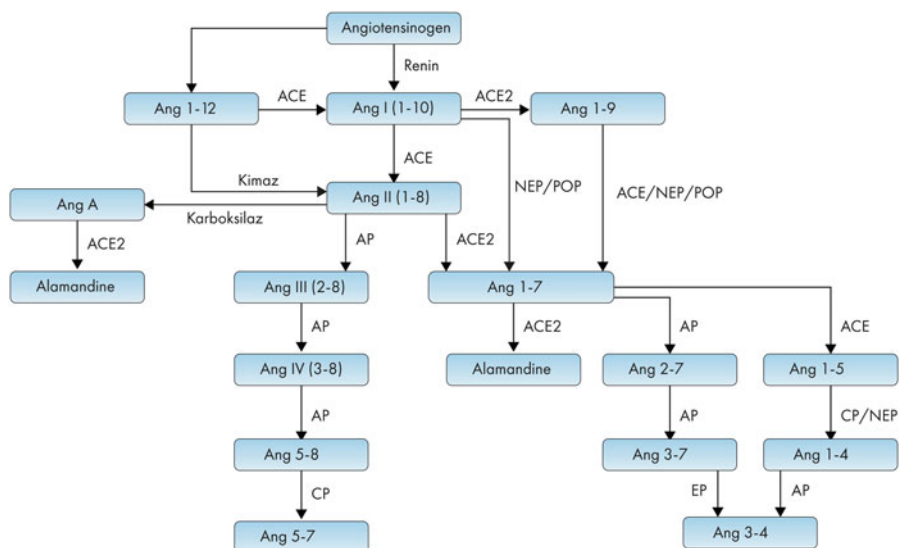 Angiotensinogen
Renin
Ang 1-12
ACE
Ang I (1-10)
ACE2
Ang 1-9
ACE
NEP/POP
ACE/NEP/POP
Kimaz
Ang II (1-8)
Ang A
Karboksilaz
ACE2
AP
ACE2
Alamandine
Ang III (2-8)
Ang 1-7
AP
ACE2
AP
ACE
Ang IV (3-8)
Alamandine
Ang 2-7
Ang 1-5
AP
AP
CP/NEP
Ang 5-8
Ang 3-7
Ang 1-4
CP
EP
AP
Ang 5-7
Ang 3-4